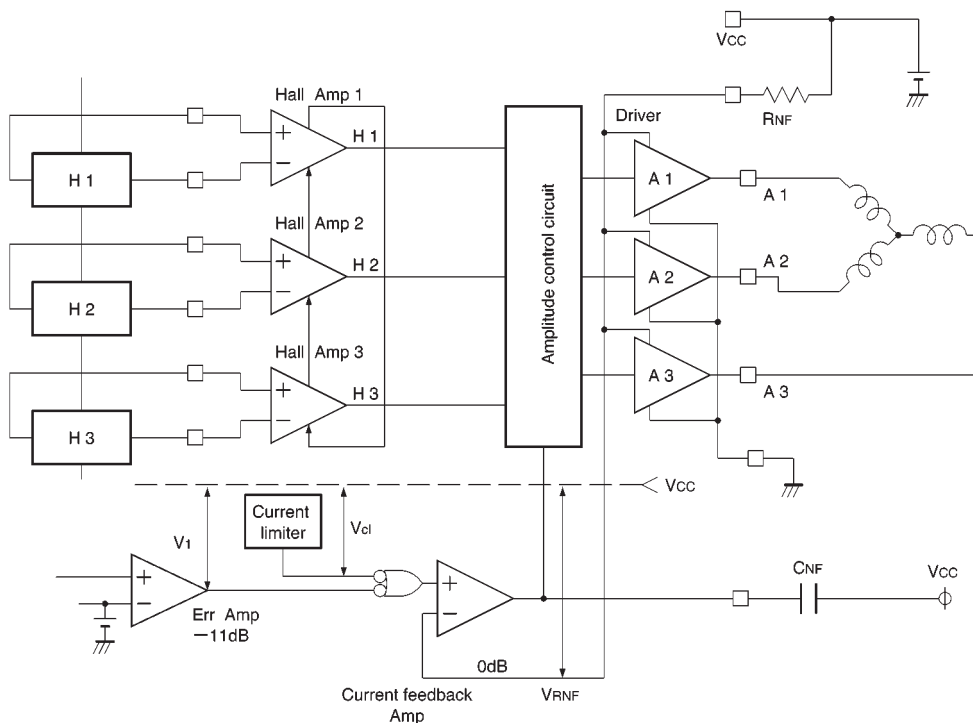 VCC
RNF
Hall Amp 1
H 1
H 1
+
−
Driver
A 1
A 1
Hall Amp 2
H 2
H 2
+
−
Amplitude control circuit
A 2
A 2
Hall Amp 3
H 3
H 3
+
−
A 3
A 3
VCC
Current
limiter
Vcl
V1
+
−
Err Amp
−11dB
+
−
0dB
Current feedback
Amp
VRNF
CNF
VCC